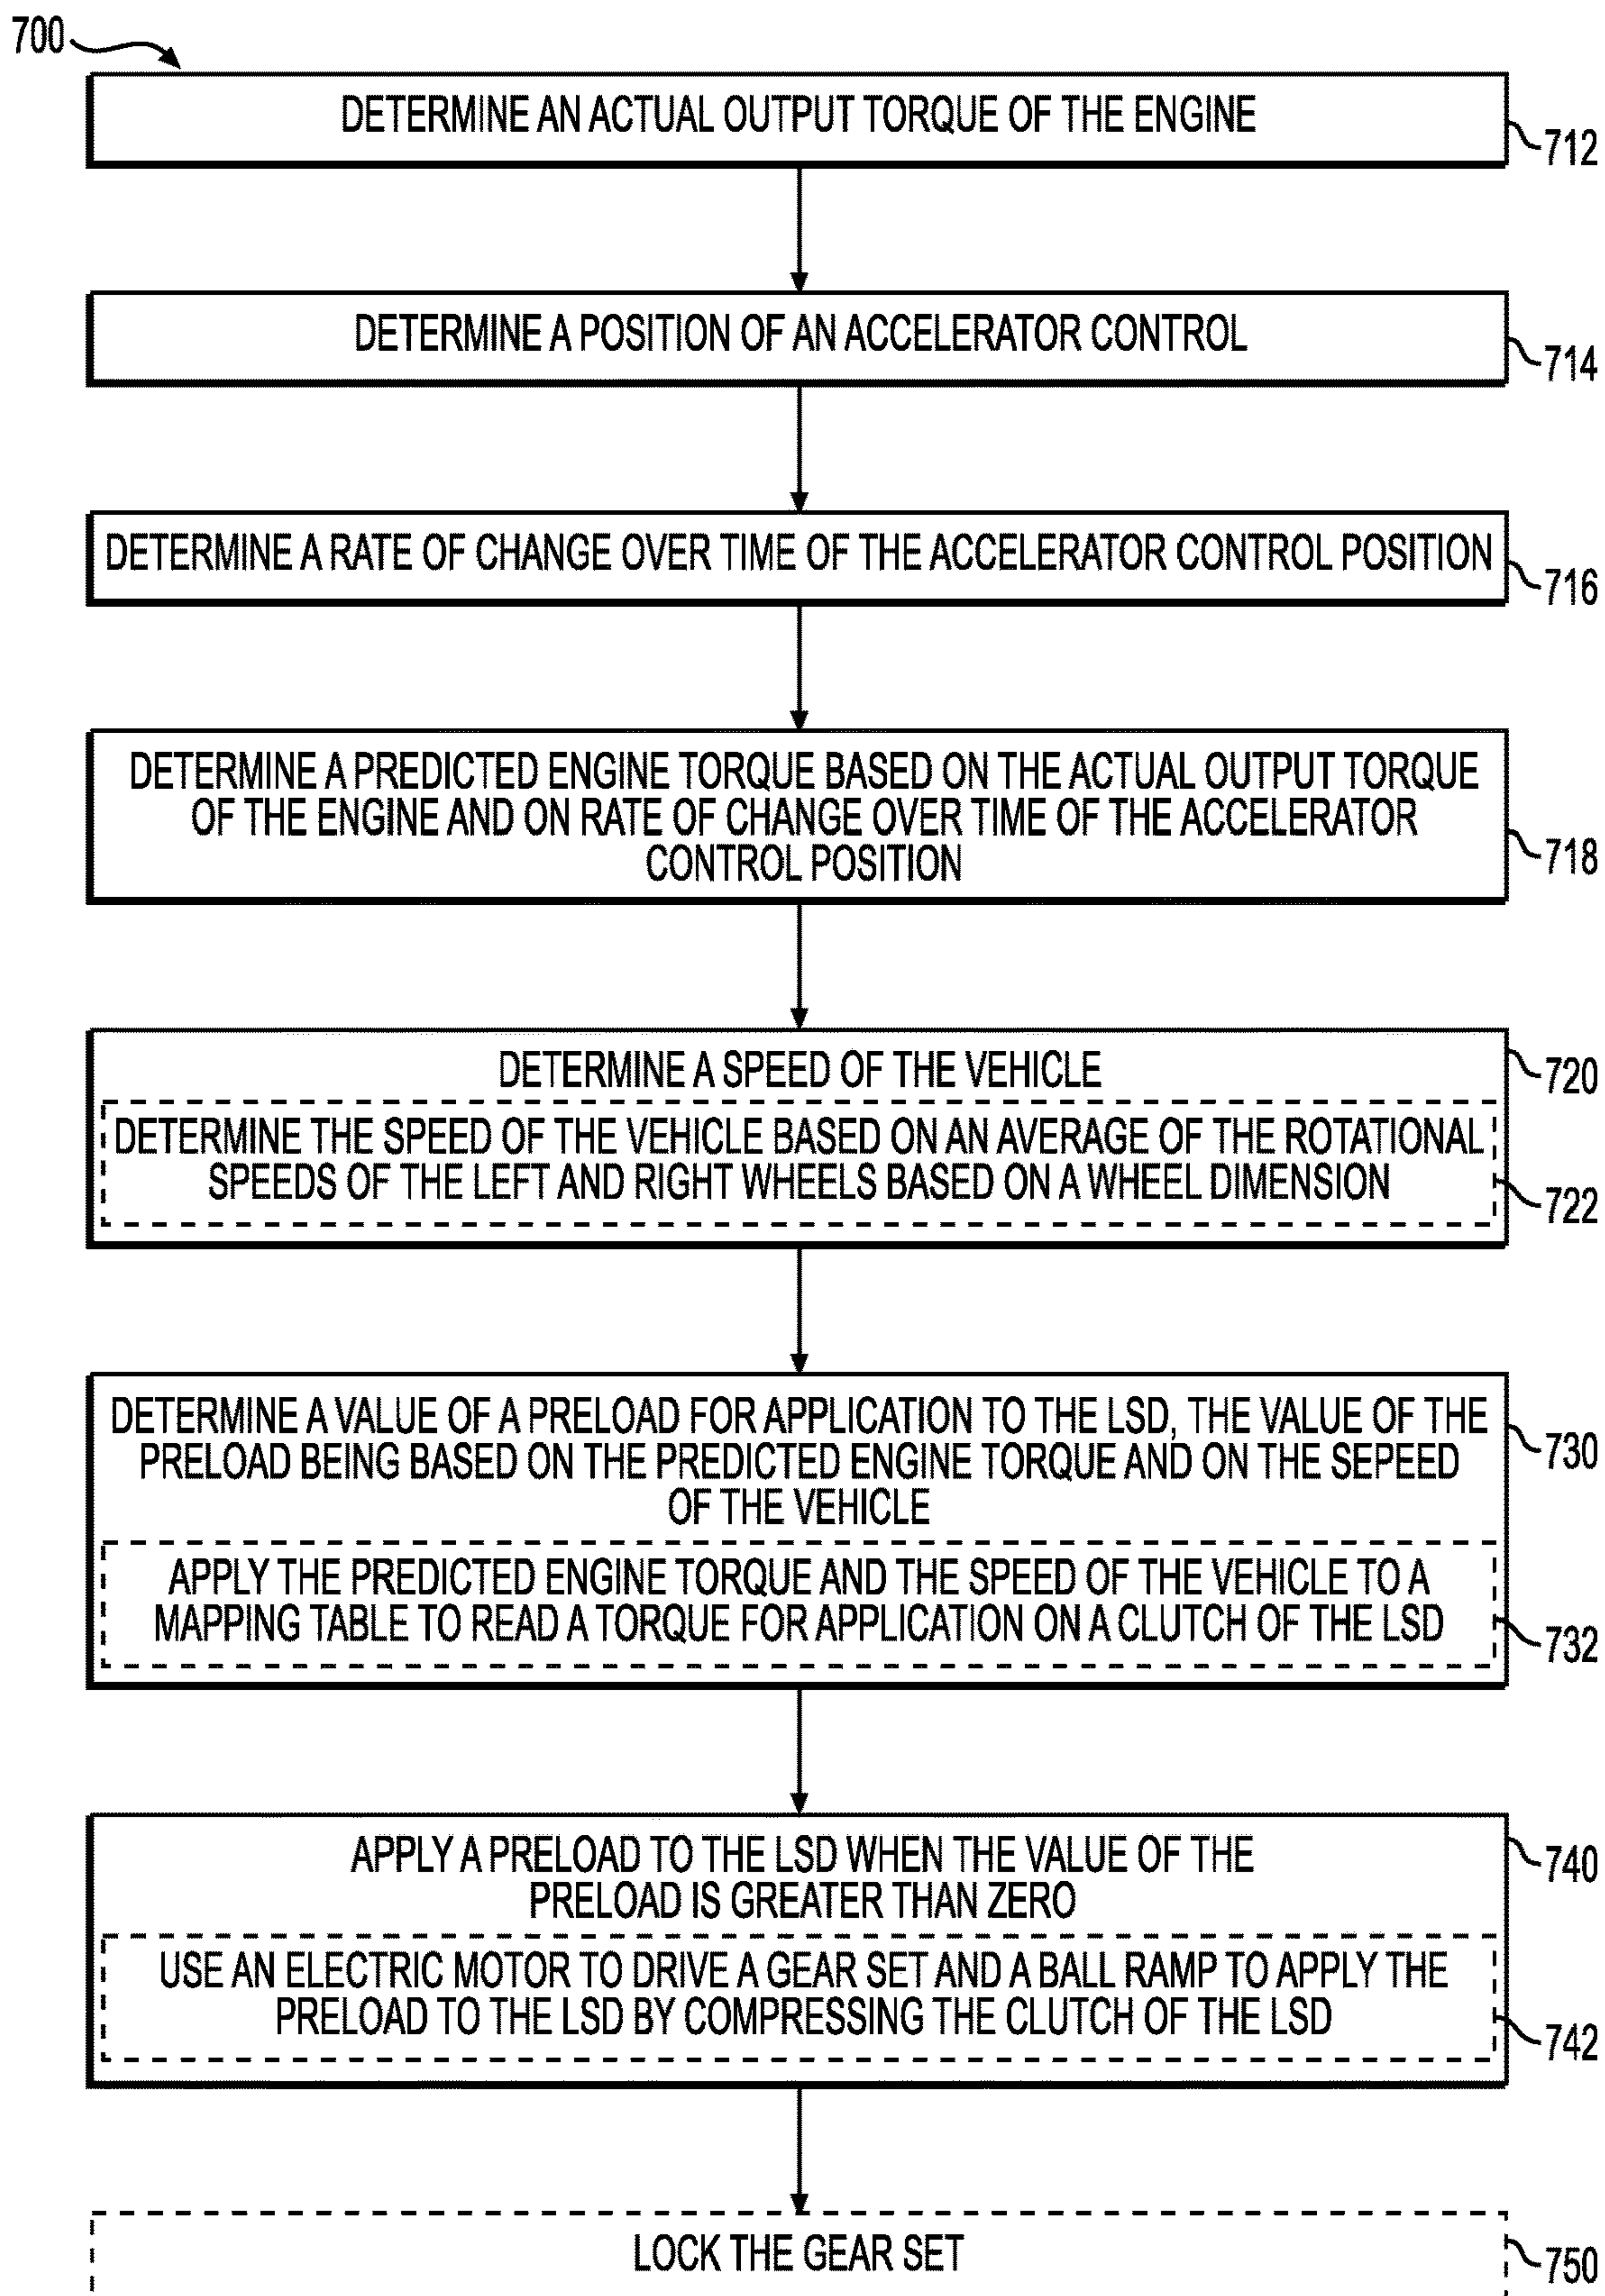 700
DETERMINE AN ACTUAL OUTPUT TORQUE OF THE ENGINE
712
DETERMINE A POSITION OF AN ACCELERATOR CONTROL
714
DETERMINE A RATE OF CHANGE OVER TIME OF THE ACCELERATOR CONTROL POSITION
716
DETERMINE A PREDICTED ENGINE TORQUE BASED ON THE ACTUAL OUTPUT TORQUE
OF THE ENGINE AND ON RATE OF CHANGE OVER TIME OF THE ACCELERATOR
CONTROL POSITION
718
DETERMINE A SPEED OF THE VEHICLE
720
DETERMINE THE SPEED OF THE VEHICLE BASED ON AN AVERAGE OF THE ROTATIONAL
SPEEDS OF THE LEFT AND RIGHT WHEELS BASED ON A WHEEL DIMENSION
722
DETERMINE A VALUE OF A PRELOAD FOR APPLICATION TO THE LSD, THE VALUE OF THE
PRELOAD BEING BASED ON THE PREDICTED ENGINE TORQUE AND ON THE SEPEED
OF THE VEHICLE
730
APPLY THE PREDICTED ENGINE TORQUE AND THE SPEED OF THE VEHICLE TO A
MAPPING TABLE TO READ A TORQUE FOR APPLICATION ON A CLUTCH OF THE LSD
732
APPLY A PRELOAD TO THE LSD WHEN THE VALUE OF THE
PRELOAD IS GREATER THAN ZERO
740
USE AN ELECTRIC MOTOR TO DRIVE A GEAR SET AND A BALL RAMP TO APPLY THE
PRELOAD TO THE LSD BY COMPRESSING THE CLUTCH OF THE LSD
742
LOCK THE GEAR SET
750